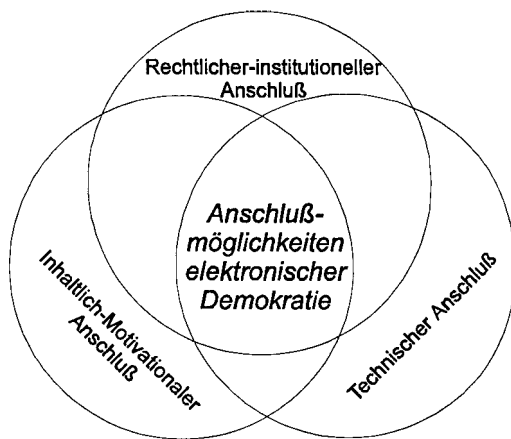 Rechtlicher-institutioneller
Anschluß
Anschluß-
möglichkeiten
elektronischer
Demokratie
Inhaltlich-Motivationaler
Anschluß
Technischer Anschluß